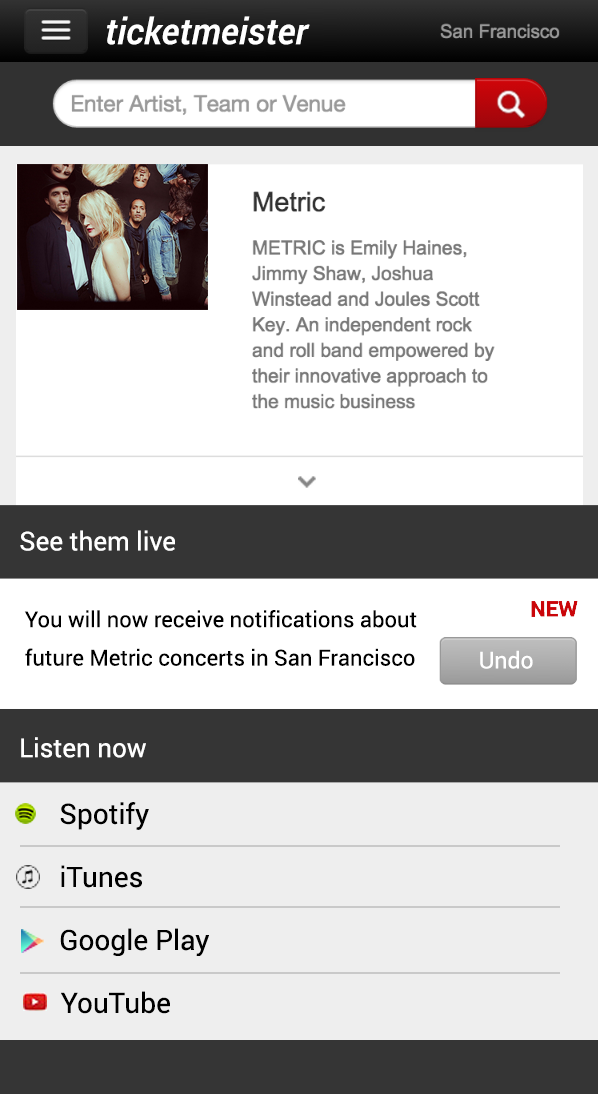 ticketmeister
San Francisco
Enter Artist, Team or Venue
Metric
METRIC is Emily Haines,
Jimmy Shaw, Joshua
Winstead and Joules Scott
Key. An independent rock
and roll band empowered by
their innovative approach to
the music business
See them live
NEW
You will now receive notifications about
future Metric concerts in San Francisco
Undo
Listen now
Spotify
iTunes
Google Play
YouTube